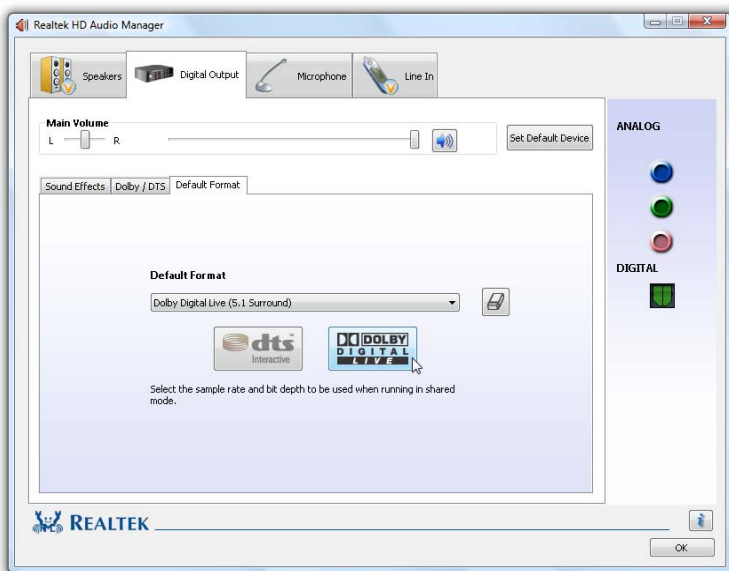 Realtek HD Audio Manager
Speakers
Digital Output
Microphone
Line In
Main Volume
L
R
Set Default Device
ANALOG
Sound Effects
Dolby / DTS
Default Format
DIGITAL
Default Format
Dolby Digital Live (5.1 Surround)
dts
Interactive
DOLBY
DIGITAL
LIVE
Select the sample rate and bit depth to be used when running in shared
mode.
REALTEK
i
OK